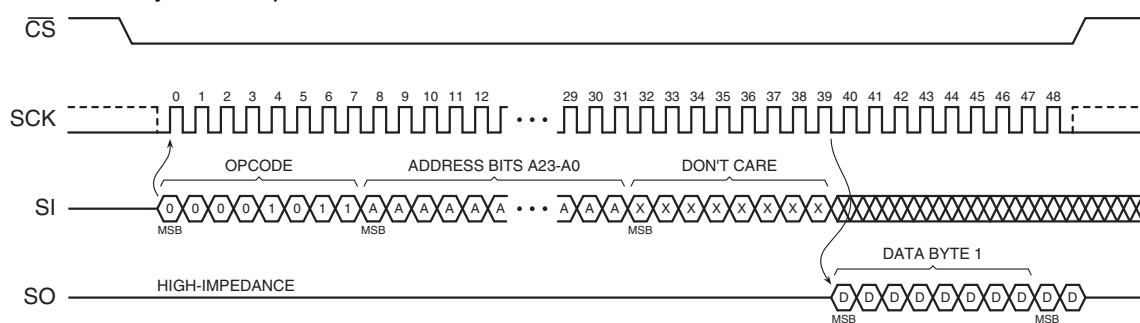 CS
SCK
0 1 2 3 4 5 6 7 8 9 10 11 12 29 30 31 32 33 34 35 36 37 38 39 40 41 42 43 44 45 46 47 48
OPCODE ADDRESS BITS A23-A0 DON'T CARE
SI 0 0 0 0 1 0 1 1 A A A A A A A A A X X X X X X X X
MSB MSB MSB
DATA BYTE 1
SO HIGH-IMPEDANCE D D D D D D D D D D
MSB MSB